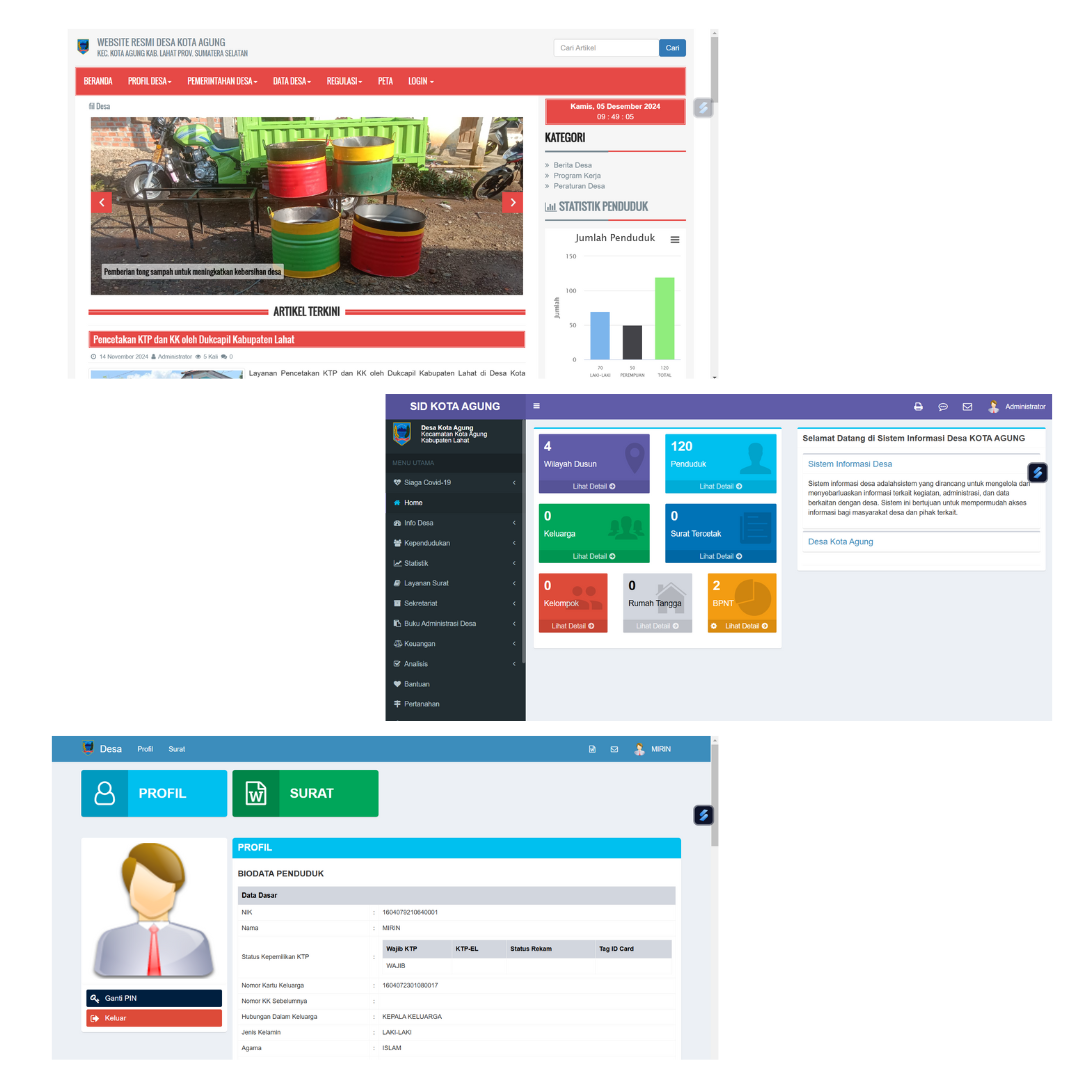 WEBSITE RESMI DESA KOTA AGUNG
KEC. KOTA AGUNG KAB. LAHAT PROV. SUMATERA SELATAN
Cari Artikel
Cari
BERANDA PROFIL DESA PEMERINTAHAN DESA DATA DESA REGULASI PETA LOGIN
Desa
Pemberian tong sampah untuk meningkatkan kebersihan desa
ARTIKEL TERKINI
Pencetakan KTP dan KK oleh Dukcapil Kabupaten Lahat
14 November 2024 Administrator 5 Kali 0
Layanan Pencetakan KTP dan KK oleh Dukcapil Kabupaten Lahat di Desa Kota
Kamis, 05 Desember 2024
09 : 49 : 05
KATEGORI
» Berita Desa
» Program Kerja
» Peraturan Desa
STATISTIK PENDUDUK
Jumlah Penduduk
Jumlah
150
100
50
0
70 50 120
LAKI-LAKI PEREMPUAN TOTAL
SID KOTA AGUNG
Administrator
Desa Kota Agung
Kecamatan Kota Agung
Kabupaten Lahat
MENU UTAMA
Siaga Covid-19
Home
Info Desa
Kependudukan
Statistik
Layanan Surat
Sekretariat
Buku Administrasi Desa
Keuangan
Analisis
Bantuan
Pertanahan
4
Wilayah Dusun
Lihat Detail
120
Penduduk
Lihat Detail
0
Keluarga
Lihat Detail
0
Surat Tercetak
Lihat Detail
0
Kelompok
Lihat Detail
0
Rumah Tangga
Lihat Detail
2
BPNT
Lihat Detail
Selamat Datang di Sistem Informasi Desa KOTA AGUNG
Sistem Informasi Desa
Sistem informasi desa adalahsistem yang dirancang untuk mengelola dan
menyebarluaskan informasi terkait kegiatan, administrasi, dan data
berkaitan dengan desa. Sistem ini bertujuan untuk mempermudah akses
informasi bagi masyarakat desa dan pihak terkait.
Desa Kota Agung
Desa Profil Surat
MIRIN
PROFIL
SURAT
Ganti PIN
Keluar
PROFIL
BIODATA PENDUDUK
Data Dasar
NIK : 1604079210640001
Nama : MIRIN
Status Kepemilikan KTP :
Wajib KTP KTP-EL Status Rekam Tag ID Card
WAJIB
Nomor Kartu Keluarga : 1604072301080017
Nomor KK Sebelumnya :
Hubungan Dalam Keluarga : KEPALA KELUARGA
Jenis Kelamin : LAKI-LAKI
Agama : ISLAM